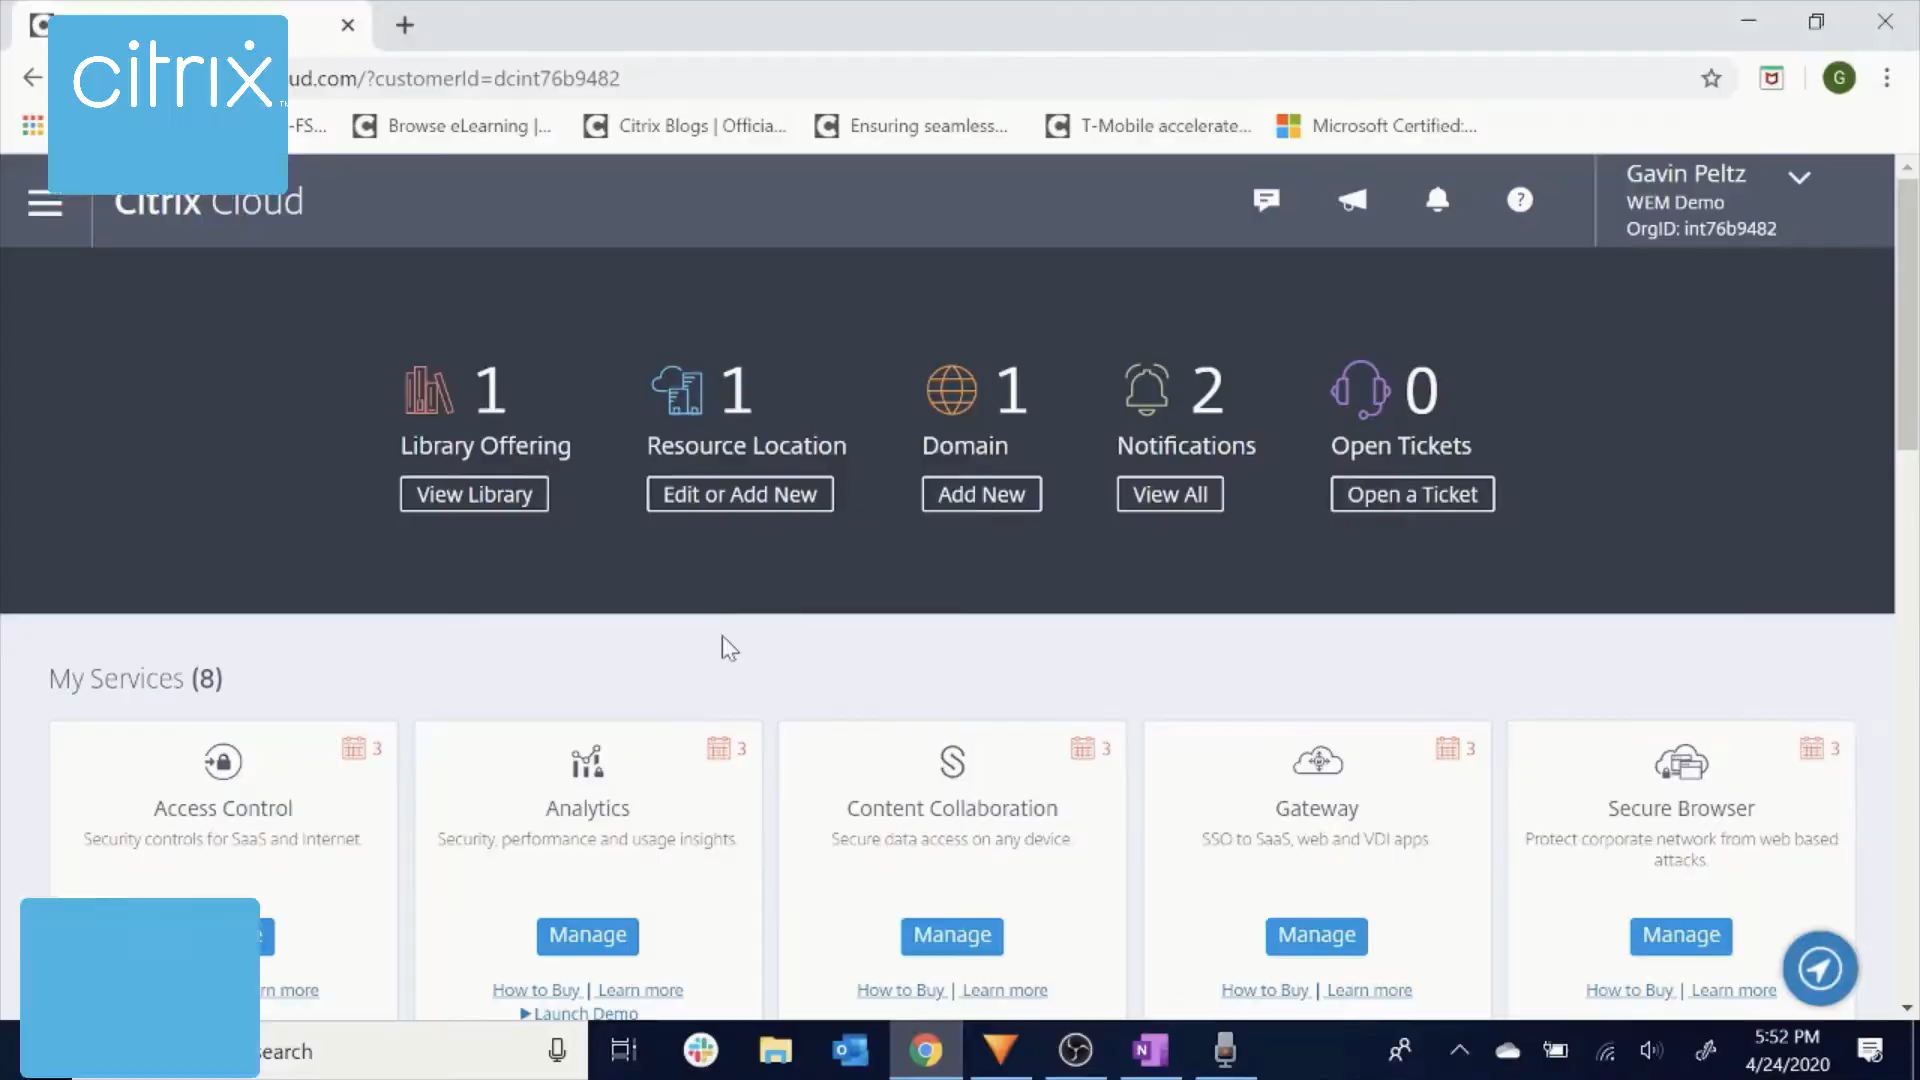 citrix
ud.com/?customerId=dcint76b9482
G
-FS...
Browse eLearning |...
Citrix Blogs | Officia...
Ensuring seamless...
T-Mobile accelerate...
Microsoft Certified:...
Citrix Cloud
Gavin Peltz
WEM Demo
OrgID: int76b9482
1
Library Offering
View Library
1
Resource Location
Edit or Add New
1
Domain
Add New
2
Notifications
View All
0
Open Tickets
Open a Ticket
My Services (8)
3
Access Control
Security controls for SaaS and Internet.
rn more
3
Analytics
Security, performance and usage insights.
Manage
How to Buy | Learn more
Launch Demo
3
Content Collaboration
Secure data access on any device
Manage
How to Buy | Learn more
3
Gateway
SSO to SaaS, web and VDI apps
Manage
How to Buy | Learn more
3
Secure Browser
Protect corporate network from web based
attacks.
Manage
How to Buy | Learn more
search
5:52 PM
4/24/2020